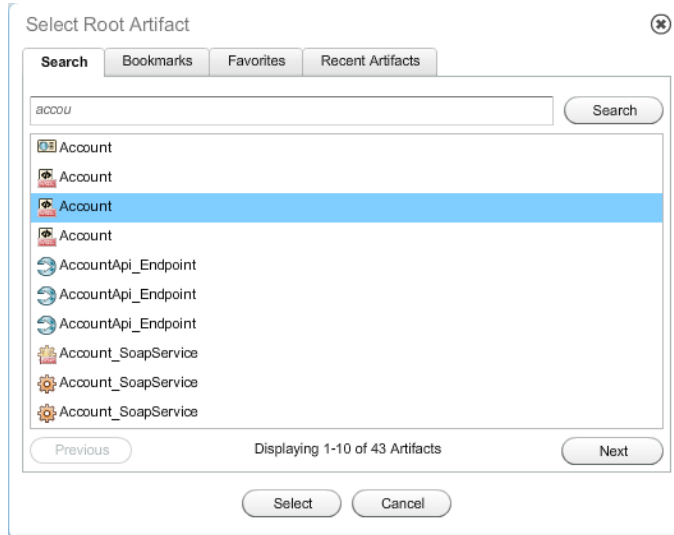 Select Root Artifact
Search Bookmarks Favorites Recent Artifacts
accou Search
Account
Account
Account
Account
AccountApi_Endpoint
AccountApi_Endpoint
AccountApi_Endpoint
Account_SoapService
Account_SoapService
Account_SoapService
Previous Displaying 1-10 of 43 Artifacts Next
Select Cancel